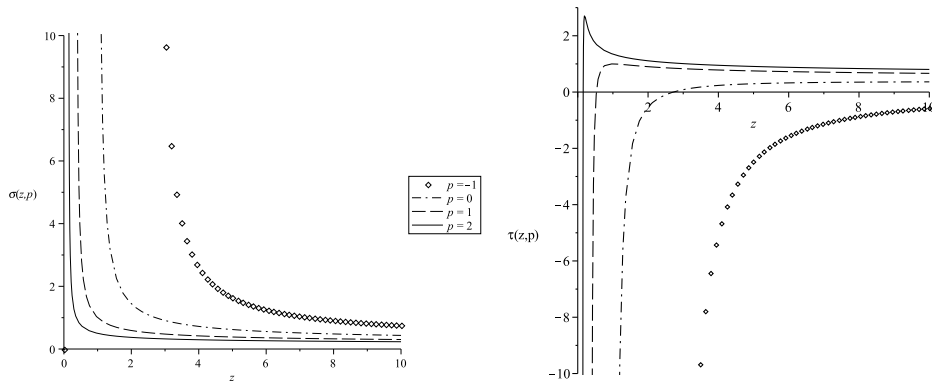 10
8
6
σ(z,p)
4
2
0
0 2 4 6 8 10
z
p = −1
p = 0
p = 1
p = 2
2
0
2 4 6 8 10
z
−2
−4
τ(z,p)
−6
−8
−10